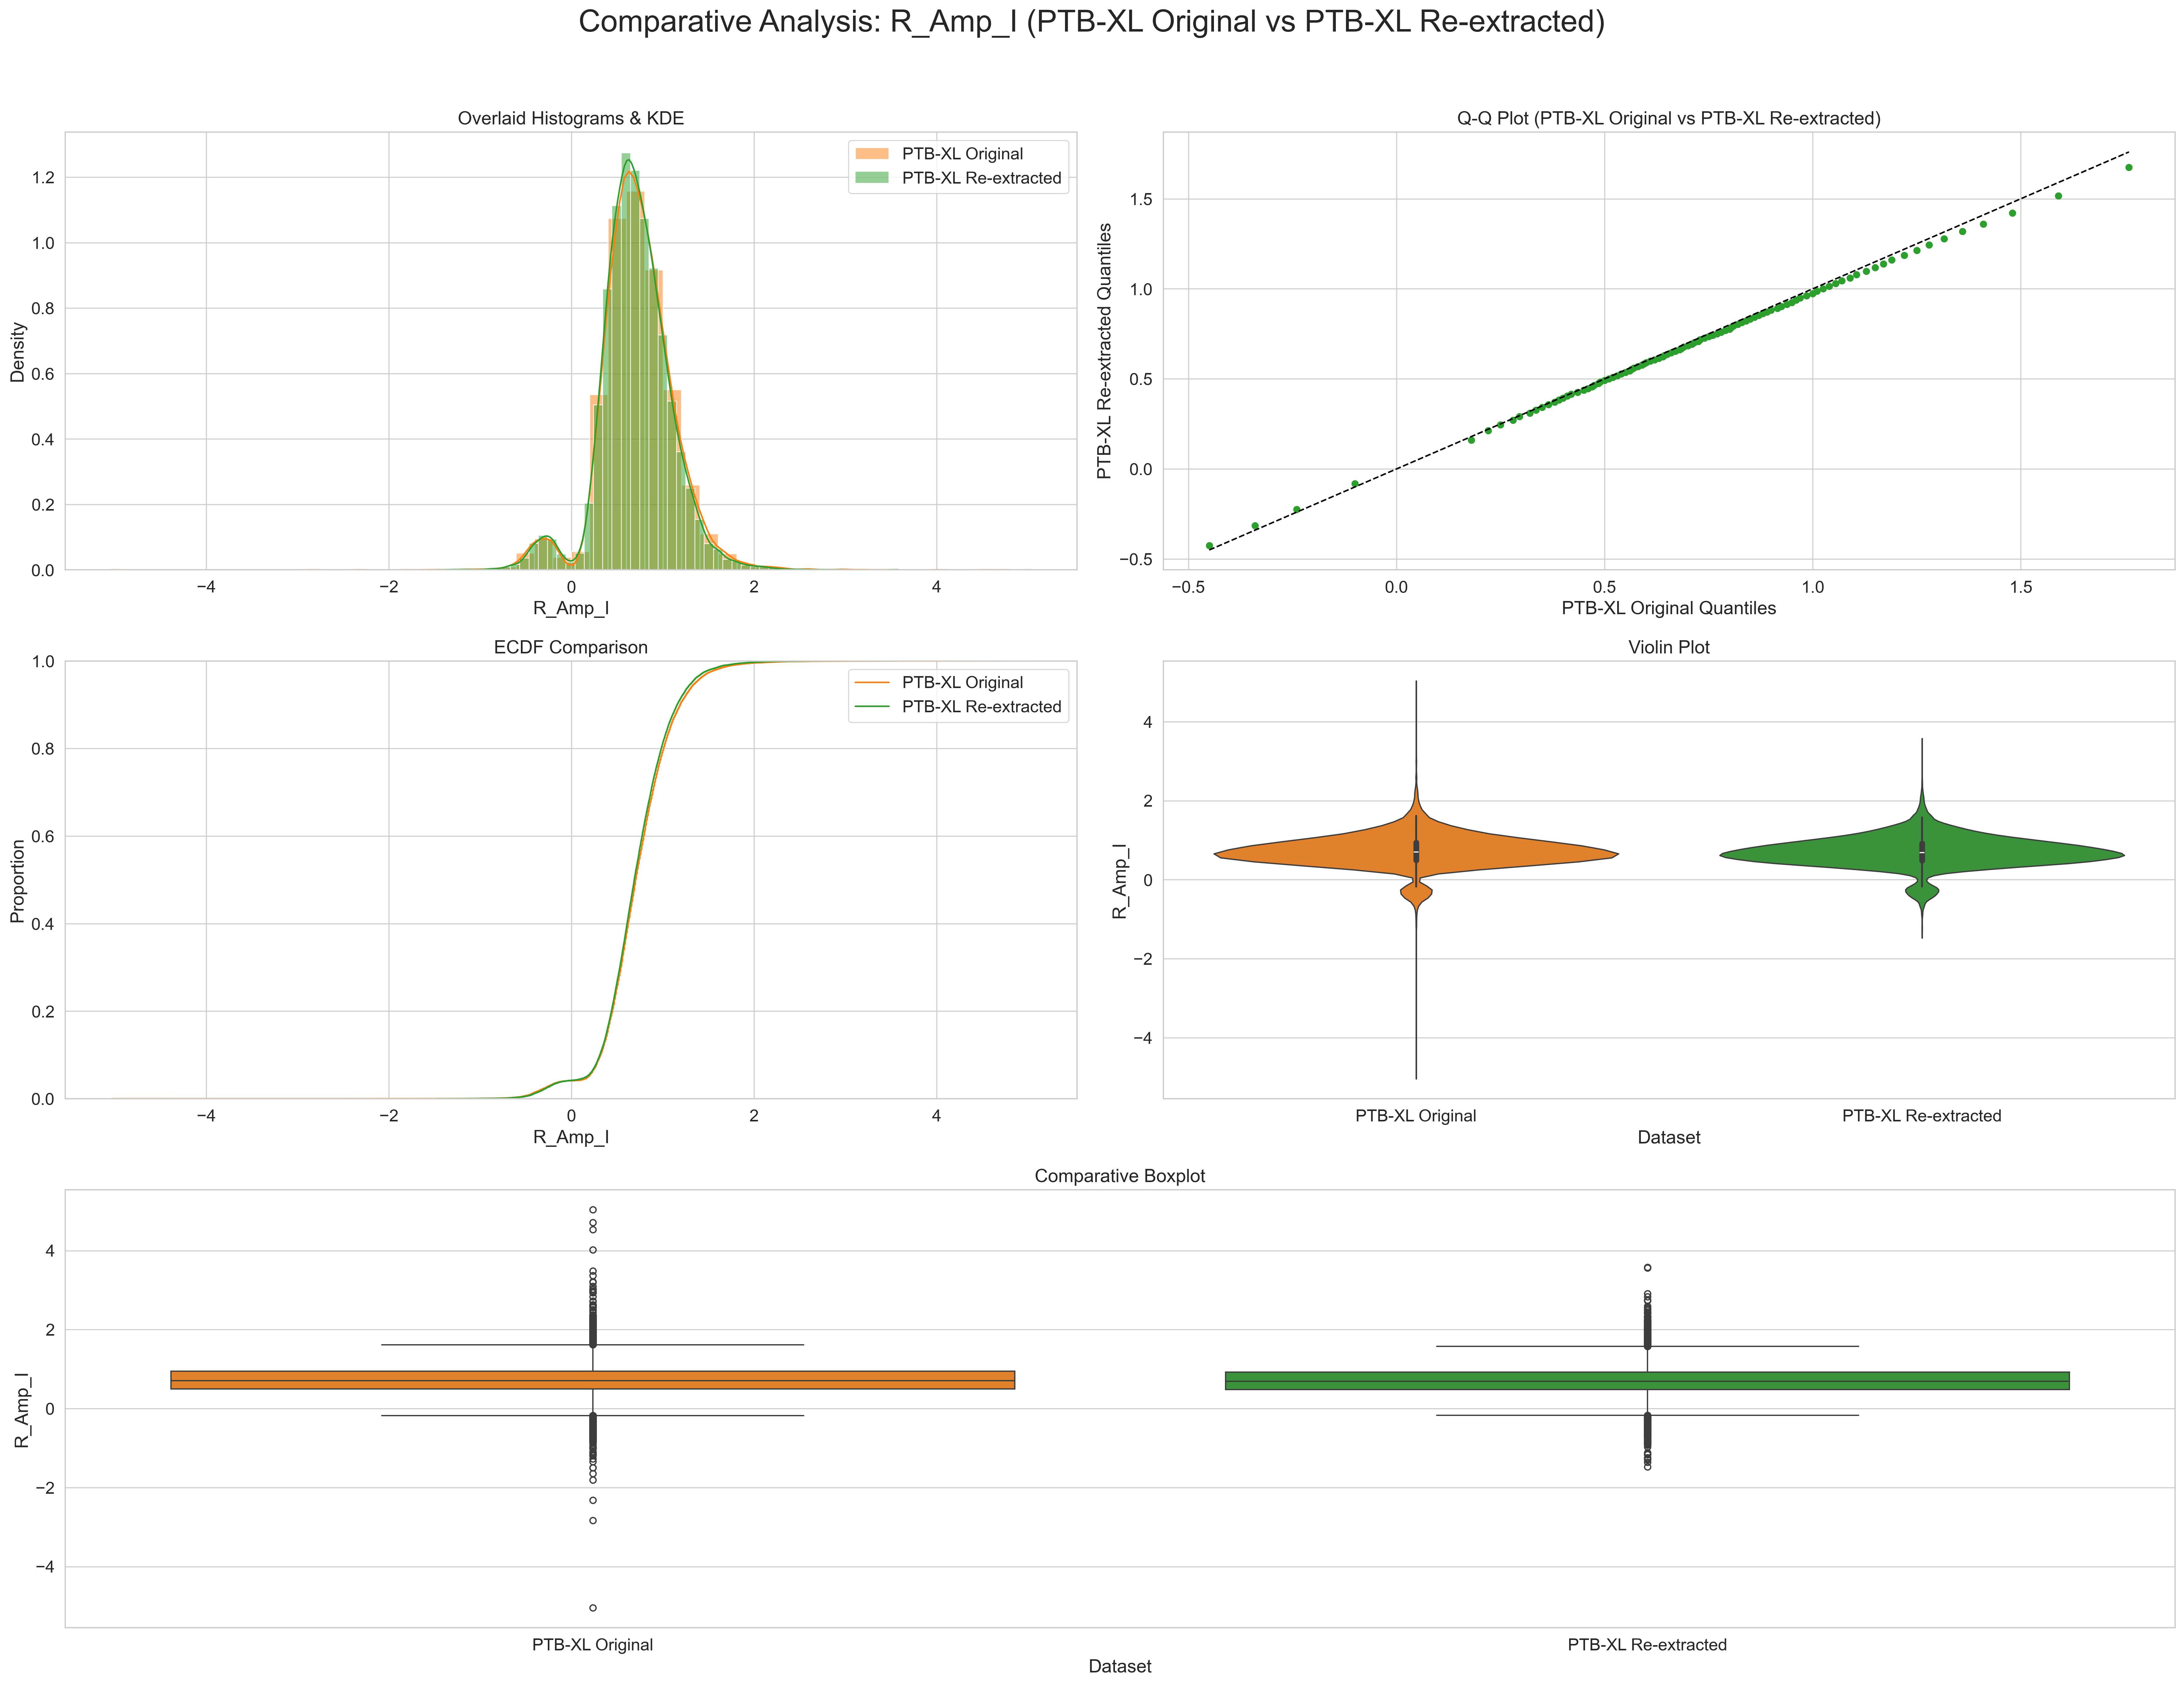 Comparative Analysis: R_Amp_I (PTB-XL Original vs PTB-XL Re-extracted)
Overlaid Histograms & KDE
PTB-XL Original
PTB-XL Re-extracted
1.2
1.0
0.8
0.6
0.4
0.2
0.0
Density
−4
−2
0
2
4
R_Amp_I
Q-Q Plot (PTB-XL Original vs PTB-XL Re-extracted)
1.5
1.0
0.5
0.0
−0.5
PTB-XL Re-extracted Quantiles
−0.5
0.0
0.5
1.0
1.5
PTB-XL Original Quantiles
ECDF Comparison
PTB-XL Original
PTB-XL Re-extracted
1.0
0.8
0.6
0.4
0.2
0.0
Proportion
−4
−2
0
2
4
R_Amp_I
Violin Plot
4
2
0
−2
−4
R_Amp_I
PTB-XL Original
PTB-XL Re-extracted
Dataset
Comparative Boxplot
4
2
0
−2
−4
R_Amp_I
PTB-XL Original
PTB-XL Re-extracted
Dataset